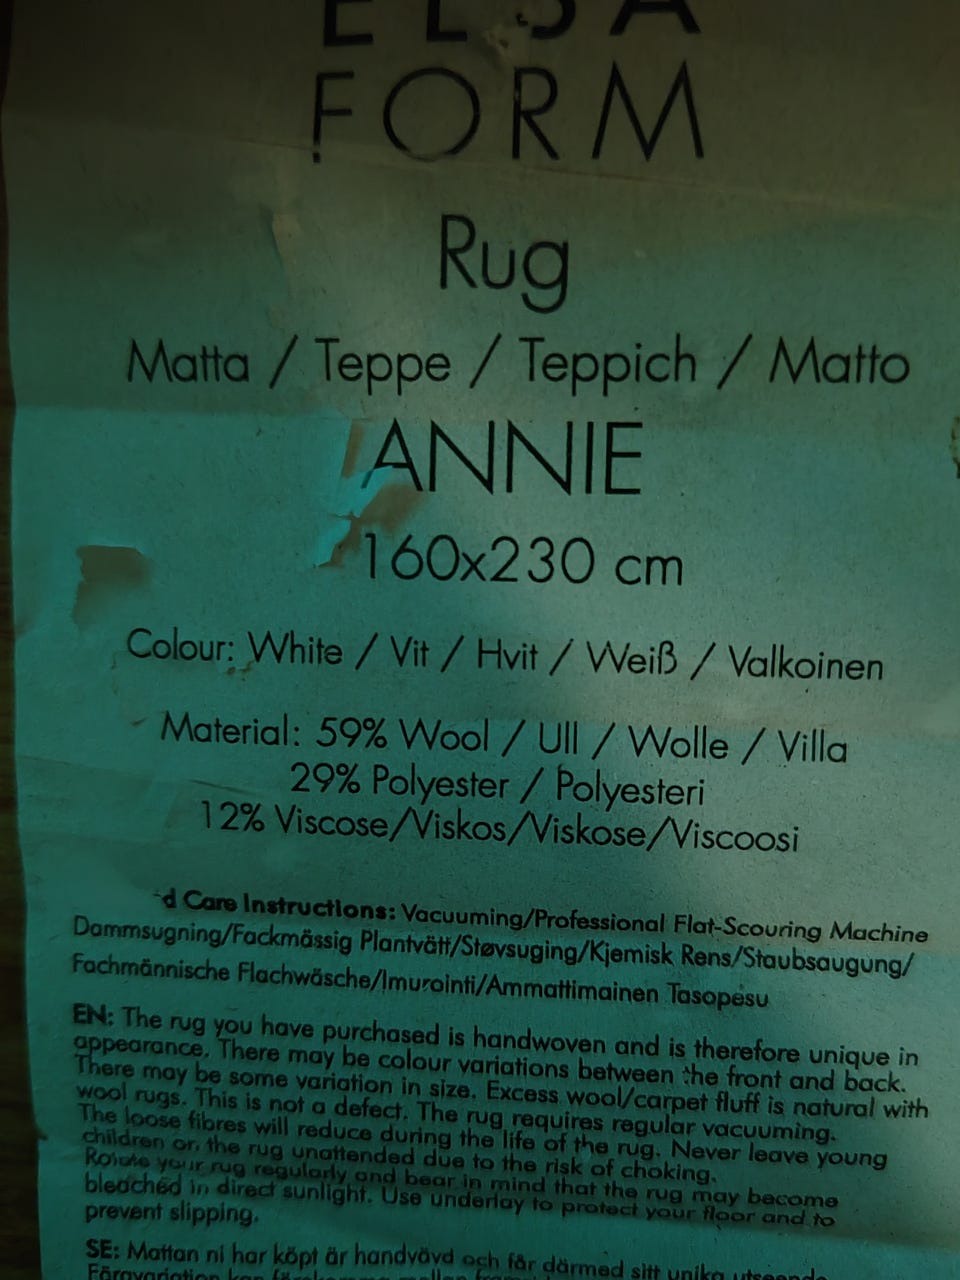 ELSA
FORM
Rug
Matta / Teppe / Teppich / Matto
ANNIE
160x230 cm
Colour: White / Vit / Hvit / Weiß / Valkoinen
Material: 59% Wool / Ull / Wolle / Villa
29% Polyester / Polyesteri
12% Viscose/Viskos/Viskose/Viscoosi
d Care Instructions: Vacuuming/Professional Flat-Scouring Machine
Dammsugning/Fackmässig Plantvätt/Støvsuging/Kjemisk Rens/Staubsaugung/
Fachmännische Flachwäsche/Imurointi/Ammattimainen Tasopesu
EN: The rug you have purchased is handwoven and is therefore unique in
appearance. There may be colour variations between the front and back.
There may be some variation in size. Excess wool/carpet fluff is natural with
wool rugs. This is not a defect. The rug requires regular vacuuming.
The loose fibres will reduce during the life of the rug. Never leave young
children on the rug unattended due to the risk of choking.
Rotate your rug regularly and bear in mind that the rug may become
bleached in direct sunlight. Use underlay to protect your floor and to
prevent slipping.
SE: Mattan ni har köpt är handvävd och får därmed sitt unika utseende
Färgvariation kan förekomma mellan